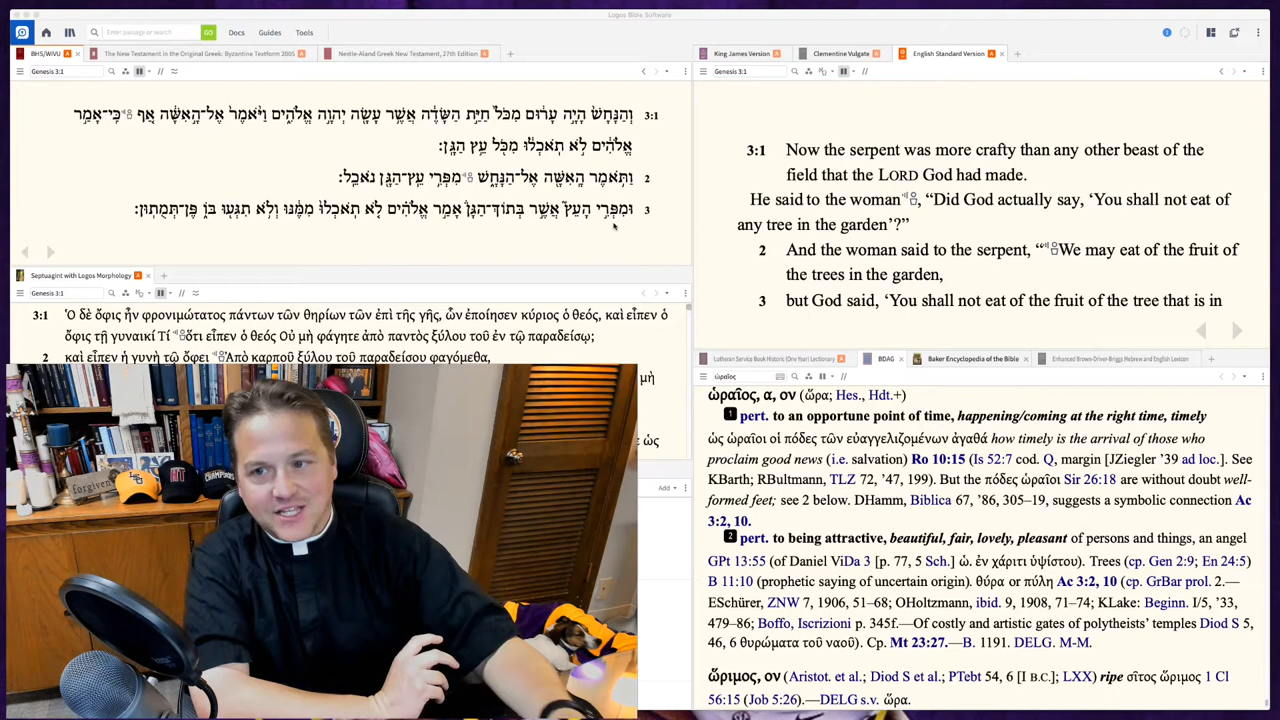 Logos Bible Software
Enter passage or search
GO
Docs
Guides
Tools
BHS/WIVU A
The New Testament in the Original Greek: Byzantine Textform 2005 A
Nestle-Aland Greek New Testament, 27th Edition A
Genesis 3:1
3:1 וְהַנָּחָשׁ֙ הָיָ֣ה עָר֔וּם מִכֹּל֙ חַיַּ֣ת הַשָּׂדֶ֔ה אֲשֶׁ֥ר עָשָׂ֖ה יְהוָ֣ה אֱלֹהִ֑ים וַיֹּ֙אמֶר֙ אֶל־הָ֣אִשָּׁ֔ה אַ֚ף כִּֽי־אָמַ֣ר
אֱלֹהִ֔ים לֹ֣א תֹֽאכְל֔וּ מִכֹּ֖ל עֵ֥ץ הַגָּֽן׃
2 וַתֹּ֥אמֶר הָֽאִשָּׁ֖ה אֶל־הַנָּחָ֑שׁ מִפְּרִ֥י עֵֽץ־הַגָּ֖ן נֹאכֵֽל׃
3 וּמִפְּרִ֣י הָעֵץ֮ אֲשֶׁ֣ר בְּתוֹךְ־הַגָּן֒ אָמַ֣ר אֱלֹהִ֗ים לֹ֤א תֹֽאכְלוּ֙ מִמֶּ֔נּוּ וְלֹ֥א תִגְּע֖וּ בּ֑וֹ פֶּן־תְּמֻתֽוּן׃
Septuagint with Logos Morphology A
Genesis 3:1
3:1 Ὁ δὲ ὄφις ἦν φρονιμώτατος πάντων τῶν θηρίων τῶν ἐπὶ τῆς γῆς, ὧν ἐποίησεν κύριος ὁ θεός, καὶ εἶπεν ὁ
ὄφις τῇ γυναικί Τί ὅτι εἶπεν ὁ θεός Οὐ μὴ φάγητε ἀπὸ παντὸς ξύλου τοῦ ἐν τῷ παραδείσῳ;
2 καὶ εἶπεν ἡ γυνὴ τῷ ὄφει Ἀπὸ καρποῦ ξύλου τοῦ παραδείσου φαγόμεθα,
μὴ
ὡς
Add
forgiven
CHAMPIONS
King James Version A
Clementine Vulgate A
English Standard Version A
Genesis 3:1
3:1 Now the serpent was more crafty than any other beast of the
field that the LORD God had made.
He said to the woman, “Did God actually say, ‘You shall not eat of
any tree in the garden’?”
2 And the woman said to the serpent, “We may eat of the fruit of
the trees in the garden,
3 but God said, ‘You shall not eat of the fruit of the tree that is in
Lutheran Service Book Historic (One Year) Lectionary A
BDAG A
Baker Encyclopedia of the Bible A
Enhanced Brown-Driver-Briggs Hebrew and English Lexicon
ὡραῖος
ὡραῖος, α, ον (ὥρα; Hes., Hdt.+)
1 pert. to an opportune point of time, happening/coming at the right time, timely
ὡς ὡραῖοι οἱ πόδες τῶν εὐαγγελιζομένων ἀγαθά how timely is the arrival of those who
proclaim good news (i.e. salvation) Ro 10:15 (Is 52:7 cod. Q, margin [JZiegler ’39 ad loc.]. See
KBarth; RBultmann, TLZ 72, ’47, 199). But the πόδες ὡραῖοι Sir 26:18 are without doubt well-
formed feet; see 2 below. DHamm, Biblica 67, ’86, 305–19, suggests a symbolic connection Ac
3:2, 10.
2 pert. to being attractive, beautiful, fair, lovely, pleasant of persons and things, an angel
GPt 13:55 (of Daniel ViDa 3 [p. 77, 5 Sch.] ὡ. ἐν χάριτι ὑψίστου). Trees (cp. Gen 2:9; En 24:5)
B 11:10 (prophetic saying of uncertain origin). θύρα or πύλη Ac 3:2, 10 (cp. GrBar prol. 2.—
ESchürer, ZNW 7, 1906, 51–68; OHoltzmann, ibid. 9, 1908, 71–74; KLake: Beginn. I/5, ’33,
479–86; Boffo, Iscrizioni p. 345f.—Of costly and artistic gates of polytheists’ temples Diod S 5,
46, 6 θυρώματα τοῦ ναοῦ). Cp. Mt 23:27.—B. 1191. DELG. M-M.
ὥριμος, ον (Aristot. et al.; Diod S et al.; PTebt 54, 6 [I B.C.]; LXX) ripe σῖτος ὥριμος 1 Cl
56:15 (Job 5:26).—DELG s.v. ὥρα.